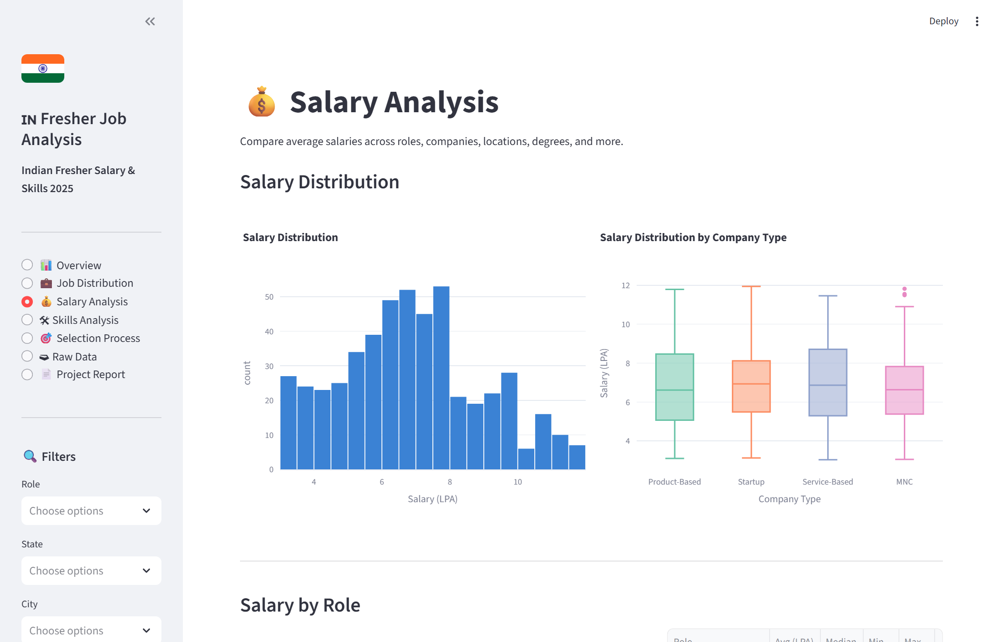 Deploy
IN Fresher Job
Analysis
Indian Fresher Salary &
Skills 2025
Overview
Job Distribution
Salary Analysis
Skills Analysis
Selection Process
Raw Data
Project Report
Filters
Role
Choose options
State
Choose options
City
Choose options
Salary Analysis
Compare average salaries across roles, companies, locations, degrees, and more.
Salary Distribution
Salary Distribution
count
50
40
30
20
10
0
4 6 8 10
Salary (LPA)
Salary Distribution by Company Type
Salary (LPA)
12
10
8
6
4
Product-Based Startup Service-Based MNC
Company Type
Salary by Role
Role Avg (LPA) Median Min Max